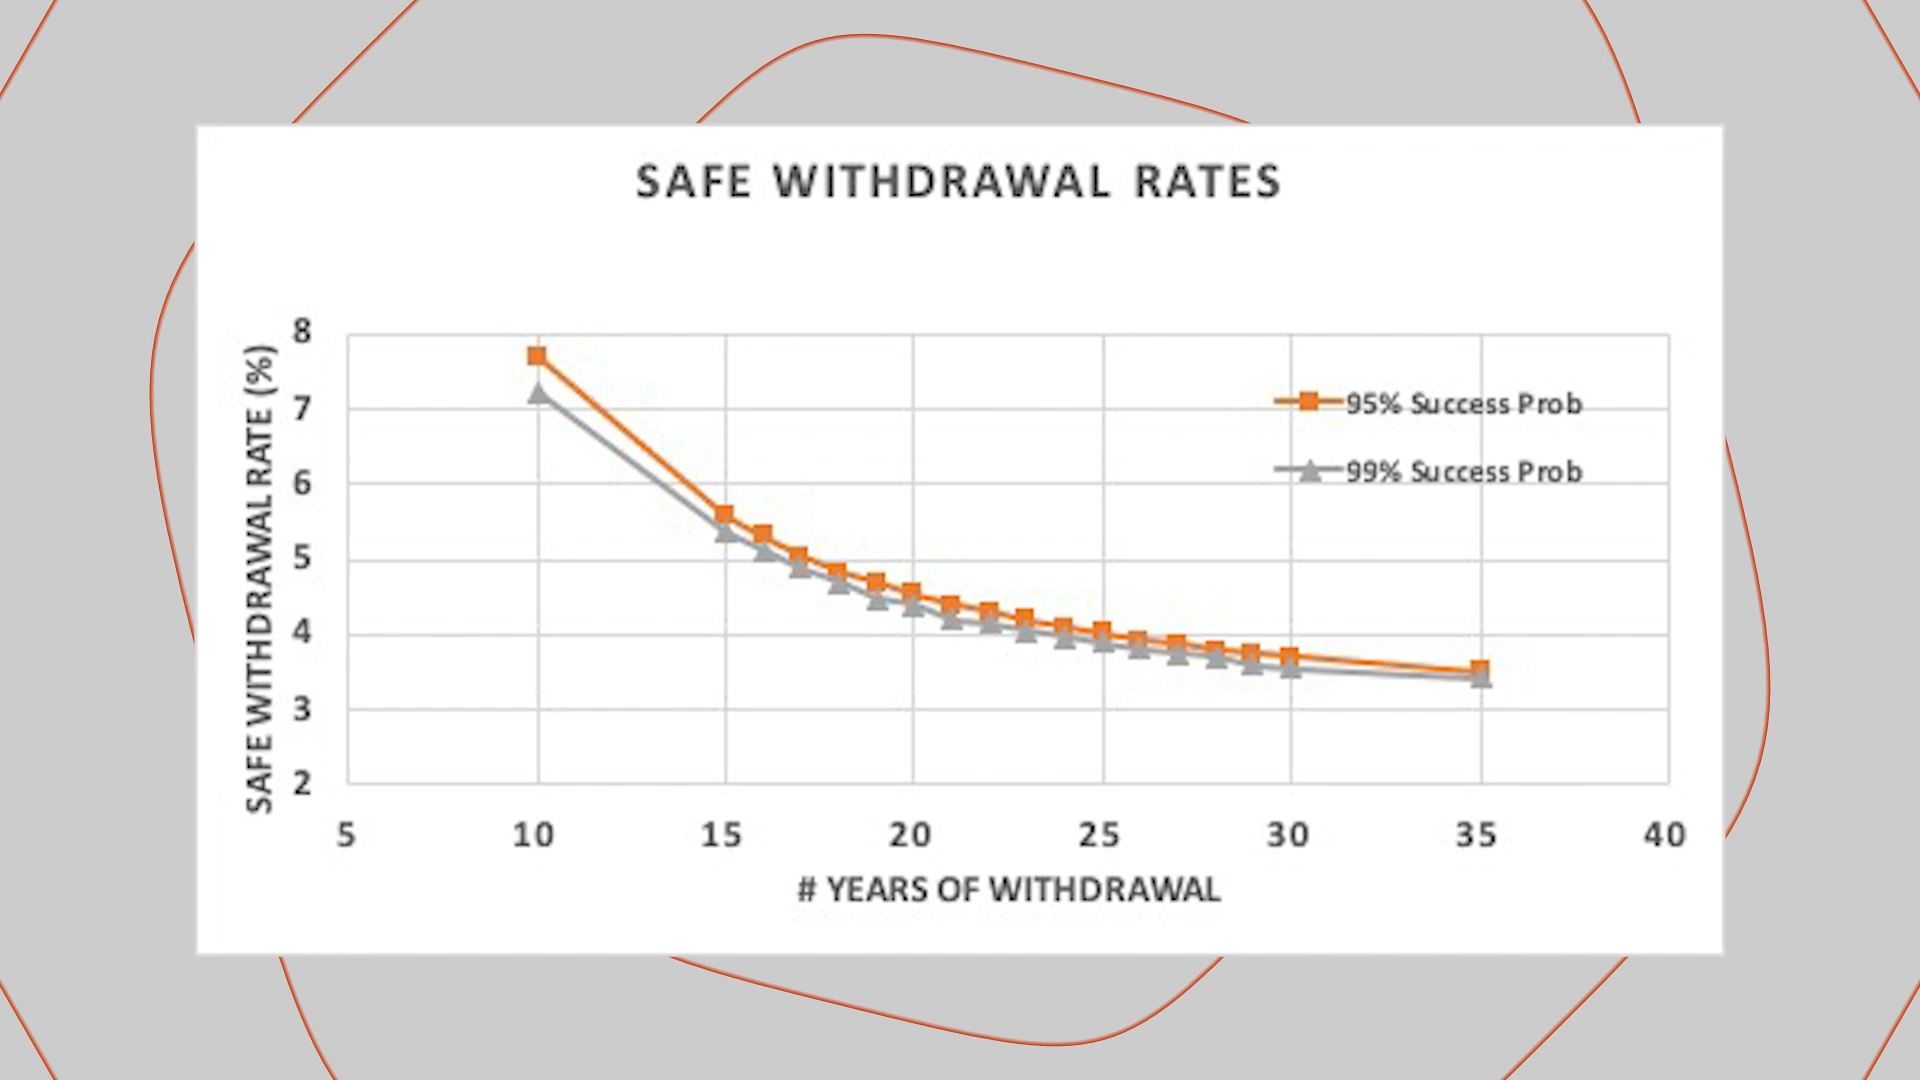 SAFE WITHDRAWAL RATES
SAFE WITHDRAWAL RATE (%)
8
7
6
5
4
3
2
95% Success Prob
99% Success Prob
5 10 15 20 25 30 35 40
# YEARS OF WITHDRAWAL